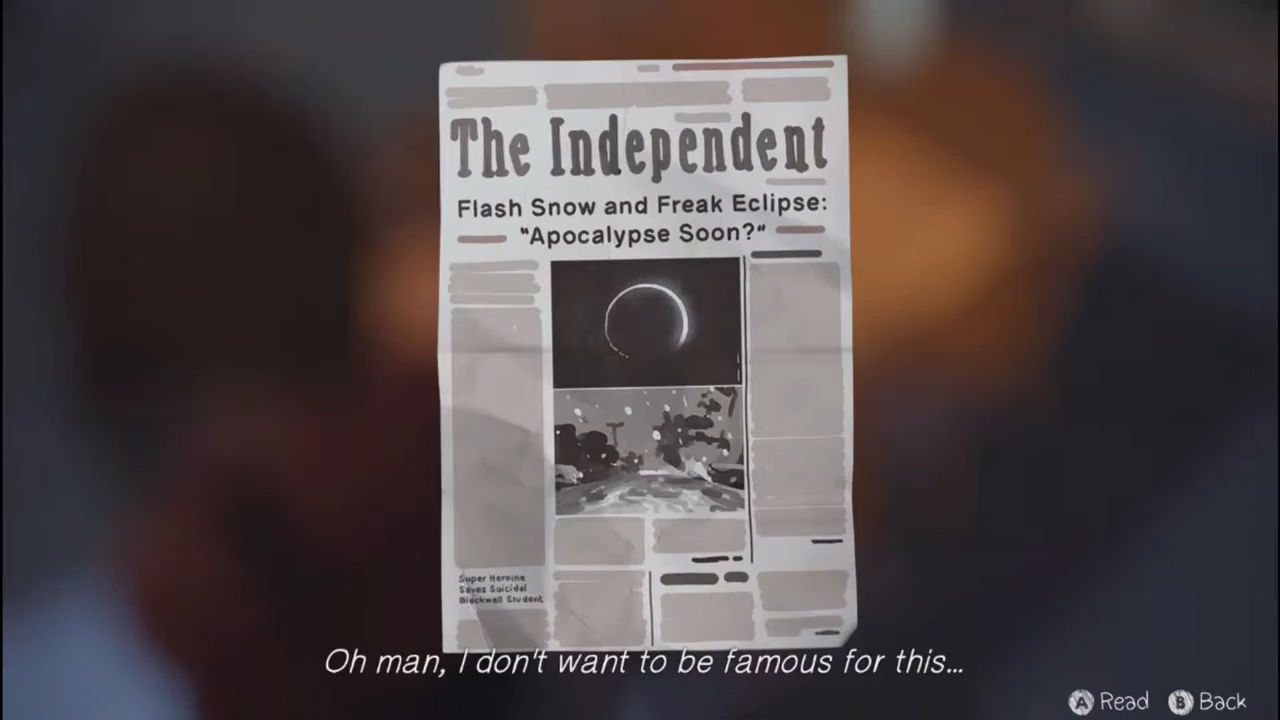 The Independent
Flash Snow and Freak Eclipse:
"Apocalypse Soon?"
Super Heroine
Saves Suicidal
Blackwell Student
Oh man, I don't want to be famous for this...
A Read B Back